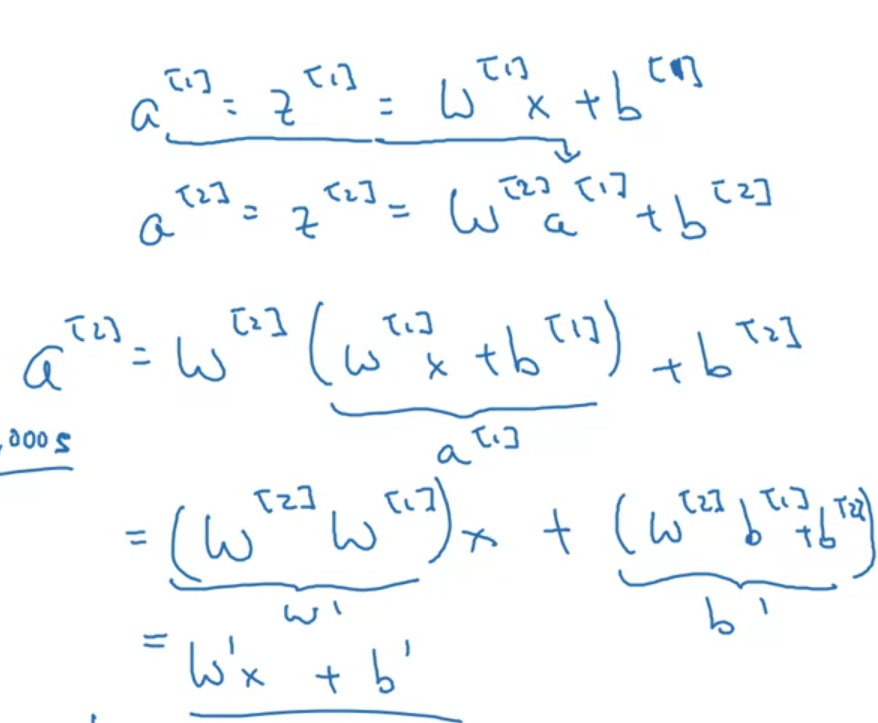 a^[1] = z^[1] = W^[1] x + b^[1]
a^[2] = z^[2] = W^[2] a^[1] + b^[2]
a^[2] = W^[2] (W^[1] x + b^[1]) + b^[2]
a^[1]
= (W^[2] W^[1]) x + (W^[2] b^[1] + b^[2])
W' b'
= W'x + b'